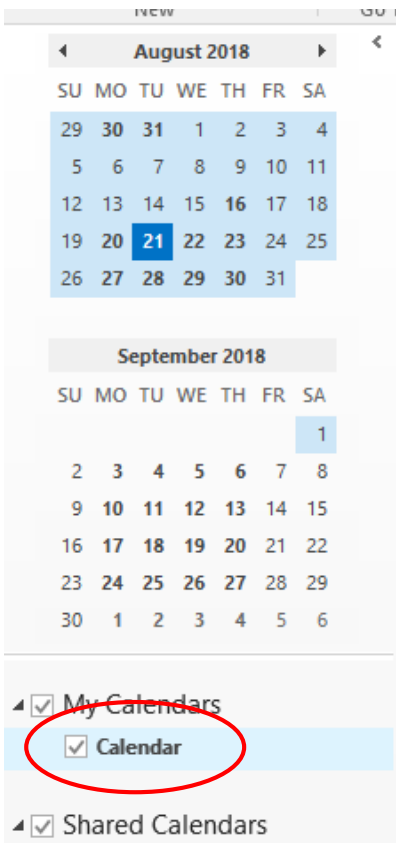 New Go
August 2018
SU MO TU WE TH FR SA
29 30 31 1 2 3 4
5 6 7 8 9 10 11
12 13 14 15 16 17 18
19 20 21 22 23 24 25
26 27 28 29 30 31
September 2018
SU MO TU WE TH FR SA
1
2 3 4 5 6 7 8
9 10 11 12 13 14 15
16 17 18 19 20 21 22
23 24 25 26 27 28 29
30 1 2 3 4 5 6
My Calendars
Calendar
Shared Calendars